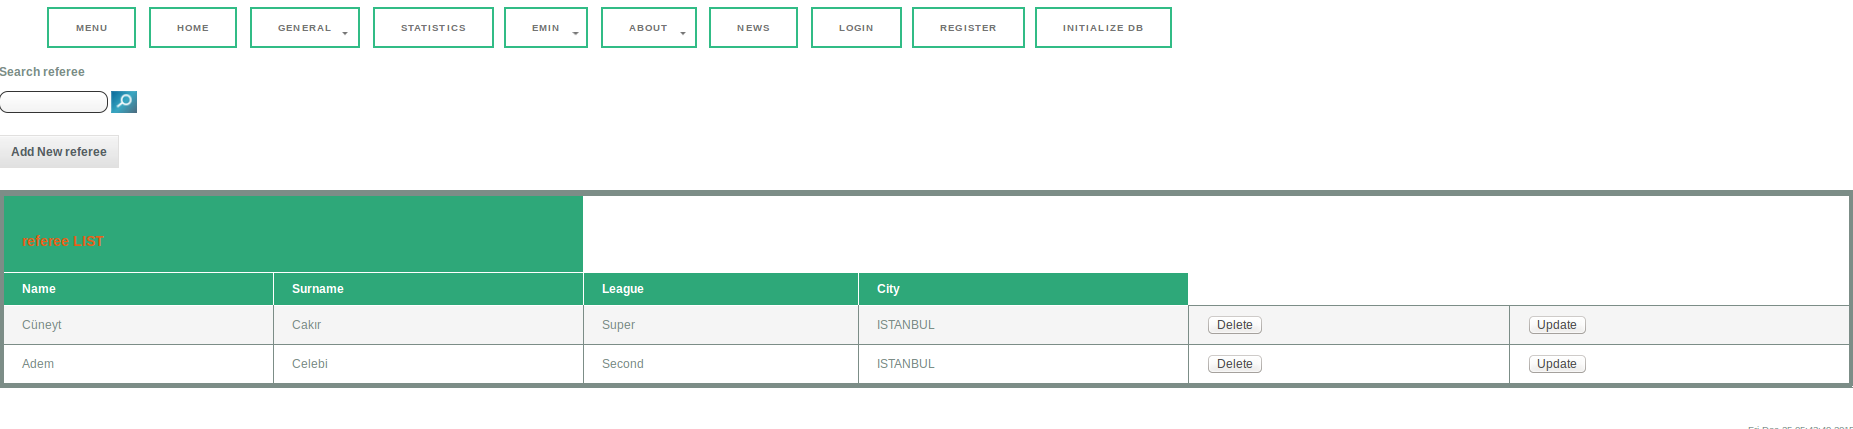 MENU HOME GENERAL STATISTICS EMIN ABOUT NEWS LOGIN REGISTER INITIALIZE DB
Search referee
Add New referee
referee LIST
Name Surname League City
Cüneyt Cakır Super ISTANBUL Delete Update
Adem Celebi Second ISTANBUL Delete Update